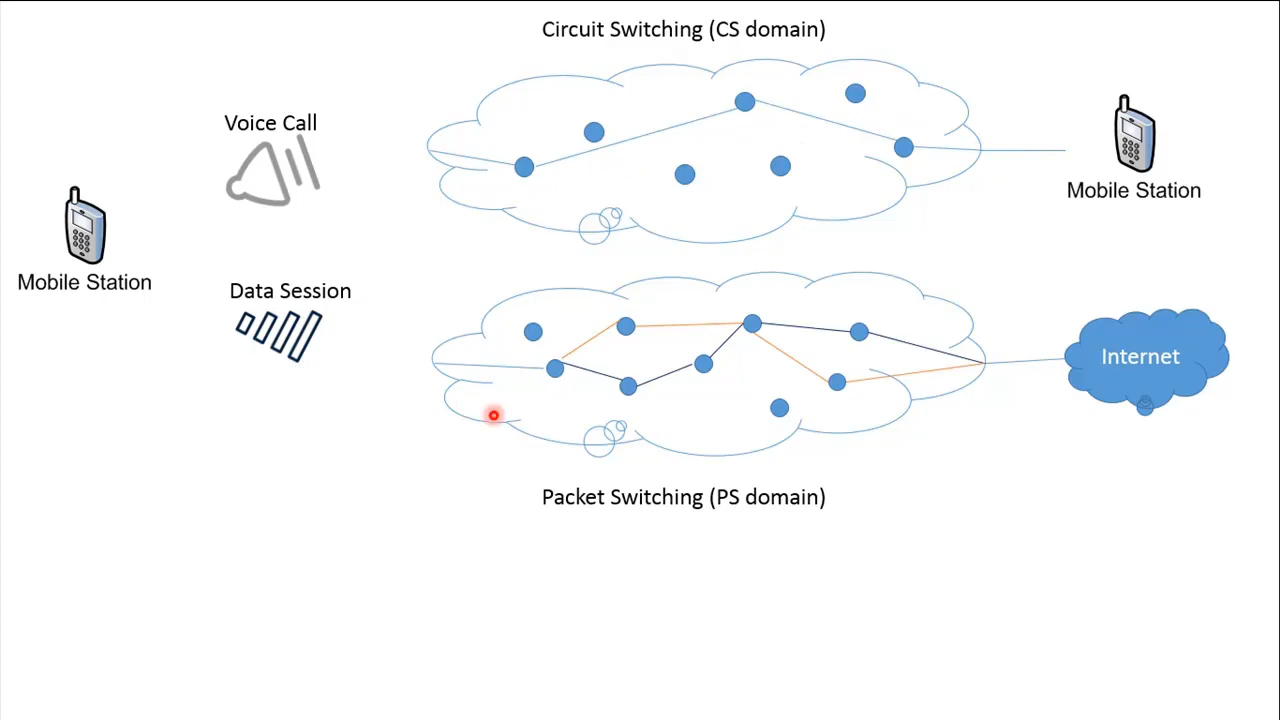 Circuit Switching (CS domain)
Voice Call
Mobile Station
Mobile Station
Data Session
Internet
Packet Switching (PS domain)